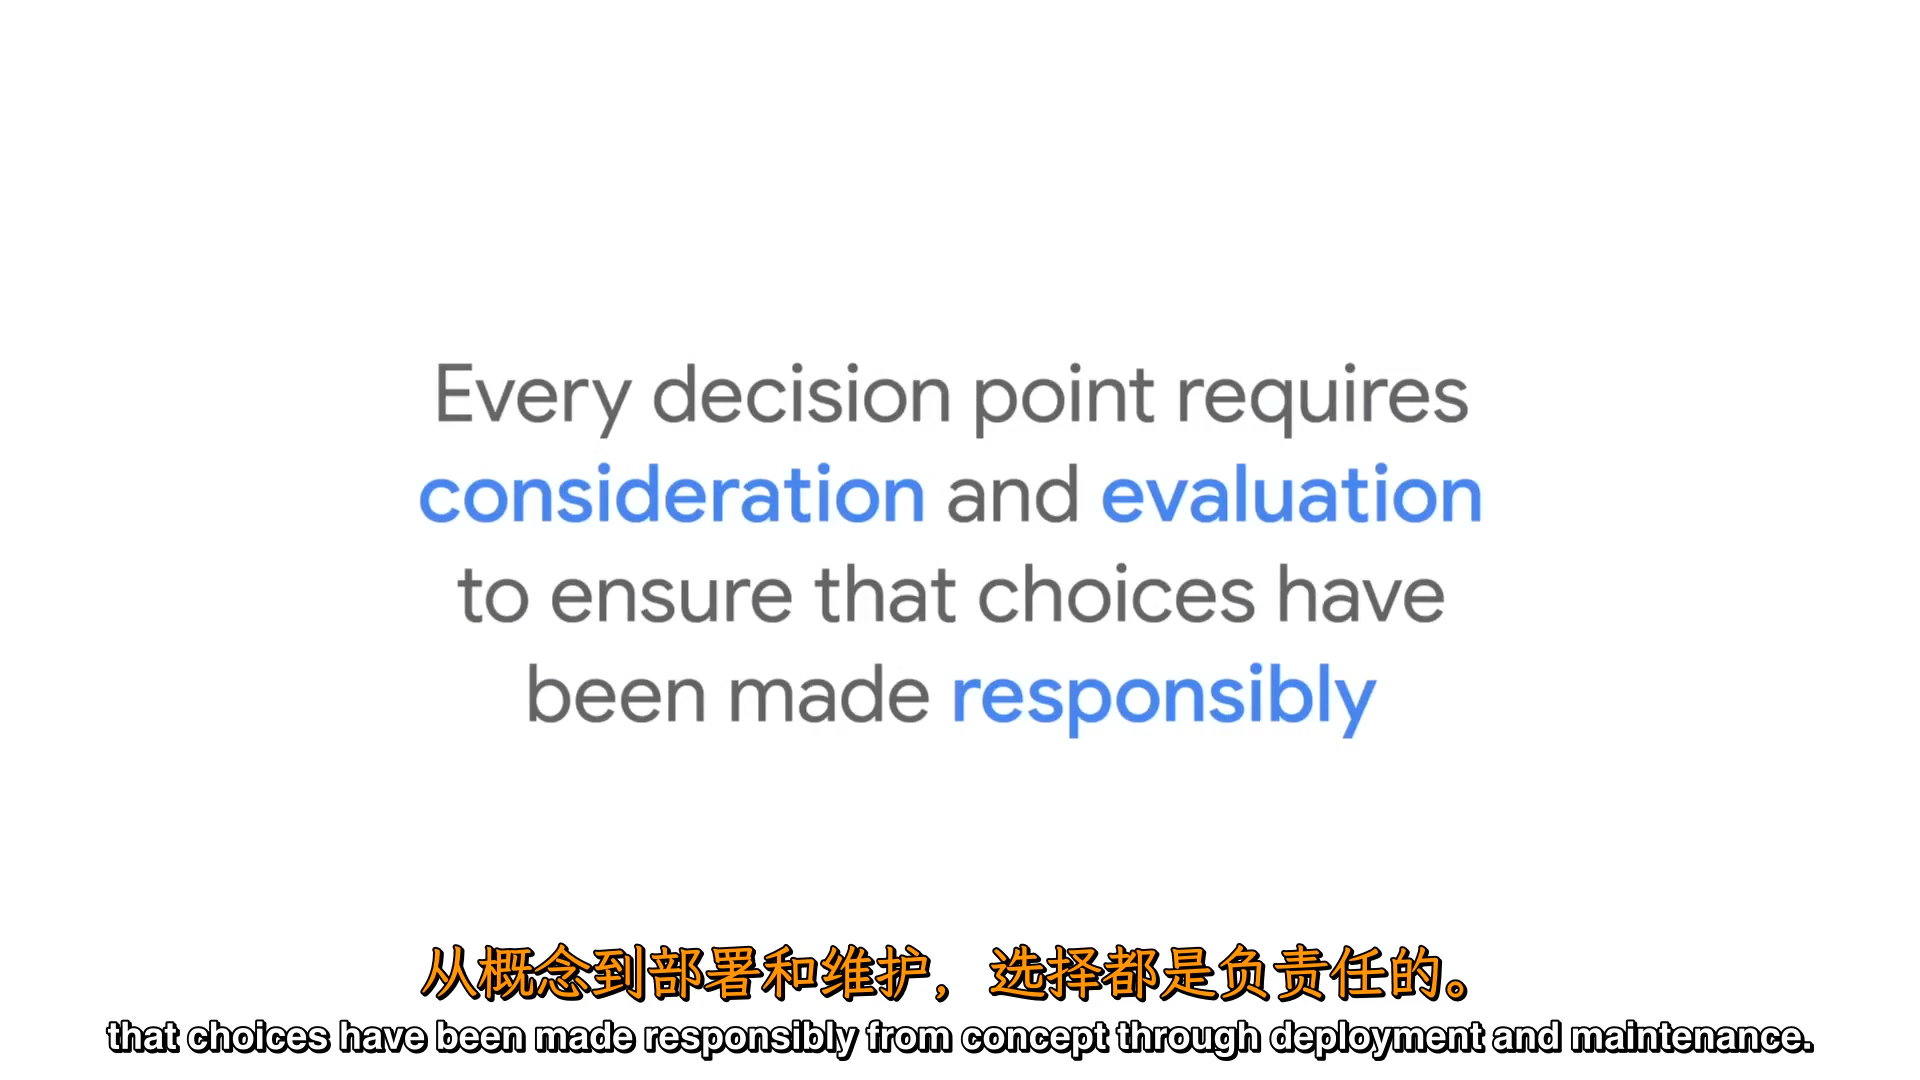 Every decision point requires
consideration and evaluation
to ensure that choices have
been made responsibly
从概念到部署和维护，选择都是负责任的。
that choices have been made responsibly from concept through deployment and maintenance.